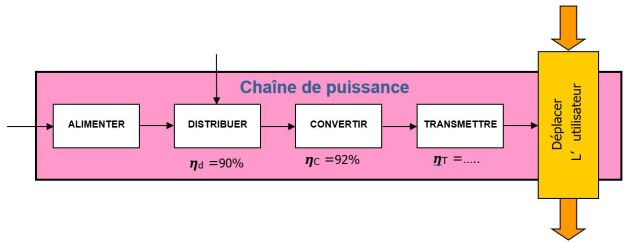 Chaîne de puissance
ALIMENTER
DISTRIBUER
CONVERTIR
TRANSMETTRE
Déplacer
L’ utilisateur
ηd =90%
ηC =92%
ηT =.....